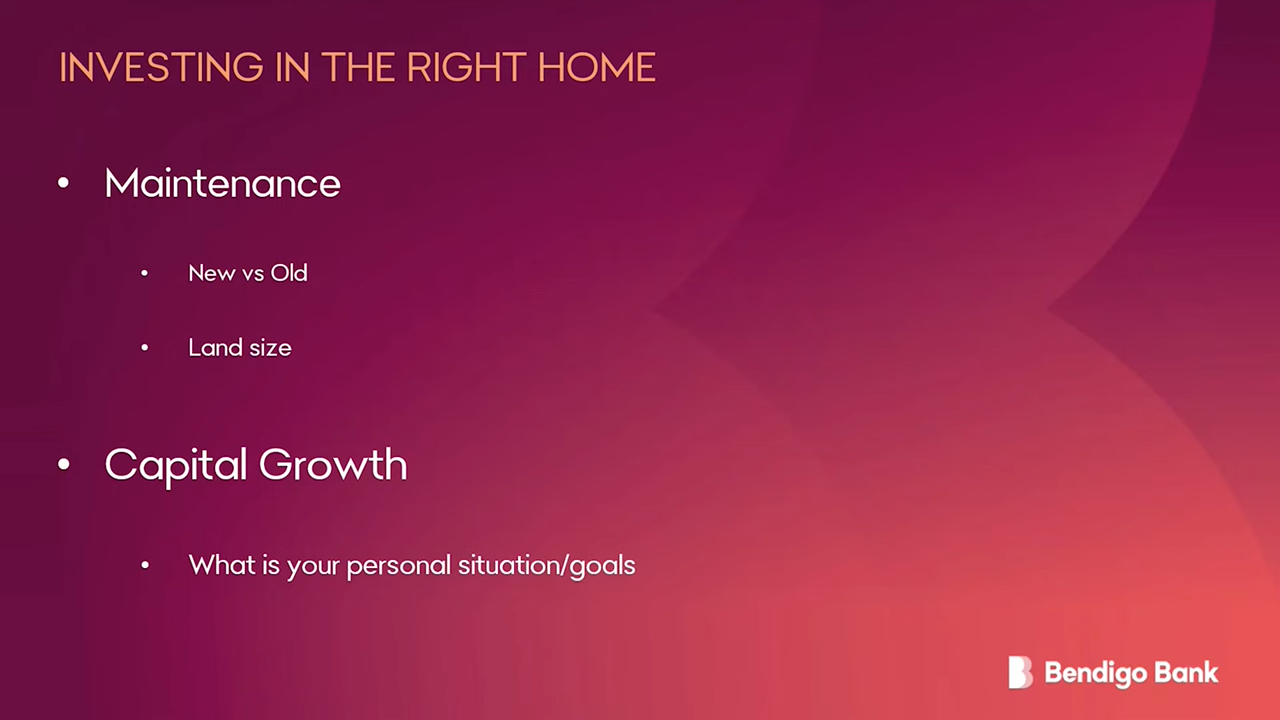 INVESTING IN THE RIGHT HOME
• Maintenance
• New vs Old
• Land size
• Capital Growth
• What is your personal situation/goals
Bendigo Bank